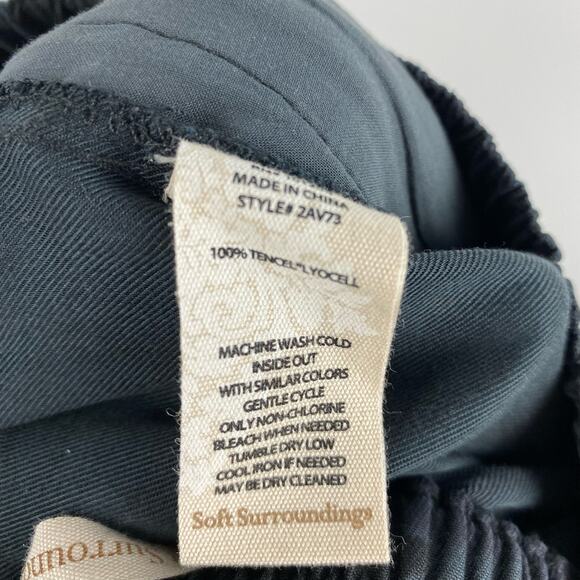 MADE IN CHINA
STYLE# 2AV73
100% TENCEL® LYOCELL
MACHINE WASH COLD
INSIDE OUT
WITH SIMILAR COLORS
GENTLE CYCLE
ONLY NON-CHLORINE
BLEACH WHEN NEEDED
TUMBLE DRY LOW
COOL IRON IF NEEDED
MAY BE DRY CLEANED
Soft Surroundings
Surroun